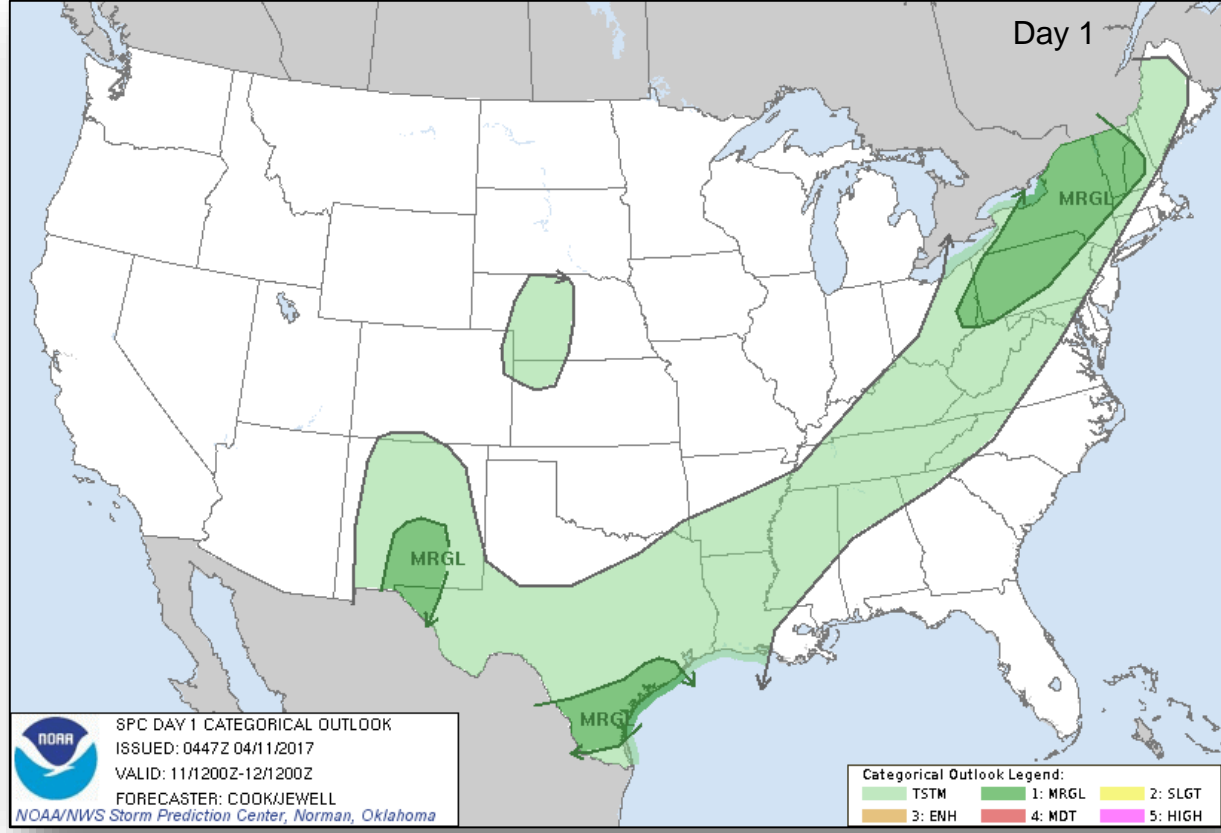 Day 1
MRGL
MRGL
MRGL
NOAA
SPC DAY 1 CATEGORICAL OUTLOOK
ISSUED: 0447Z 04/11/2017
VALID: 11/1200Z-12/1200Z
FORECASTER: COOK/JEWELL
NOAA/NWS Storm Prediction Center, Norman, Oklahoma
Categorical Outlook Legend:
TSTM 1: MRGL 2: SLGT
3: ENH 4: MDT 5: HIGH